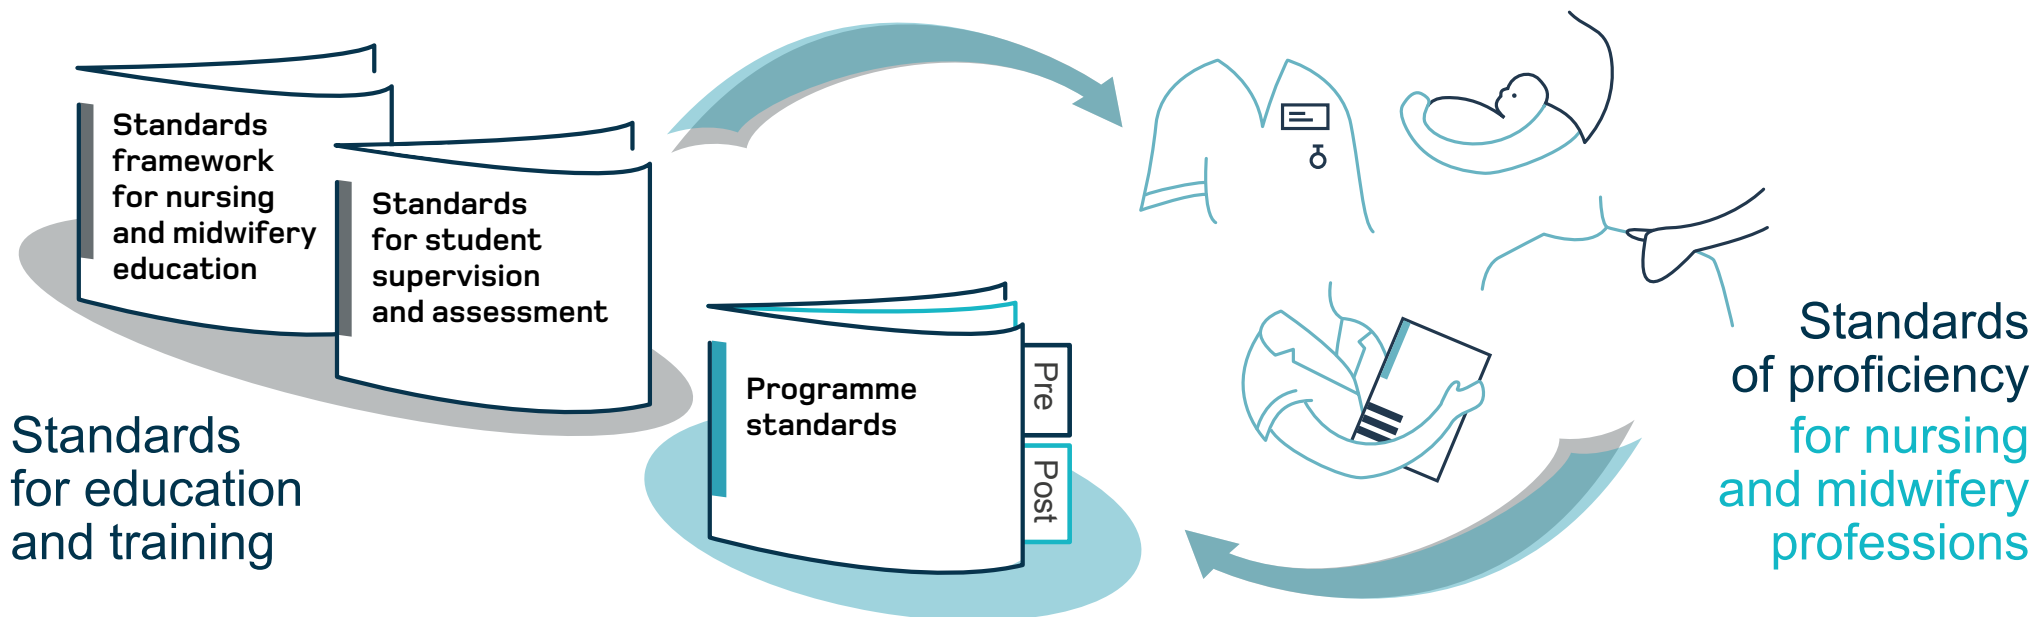 Standards
framework
for nursing
and midwifery
education
Standards
for student
supervision
and assessment
Programme
standards
Pre
Post
Standards
for education
and training
Standards
of proficiency
for nursing
and midwifery
professions